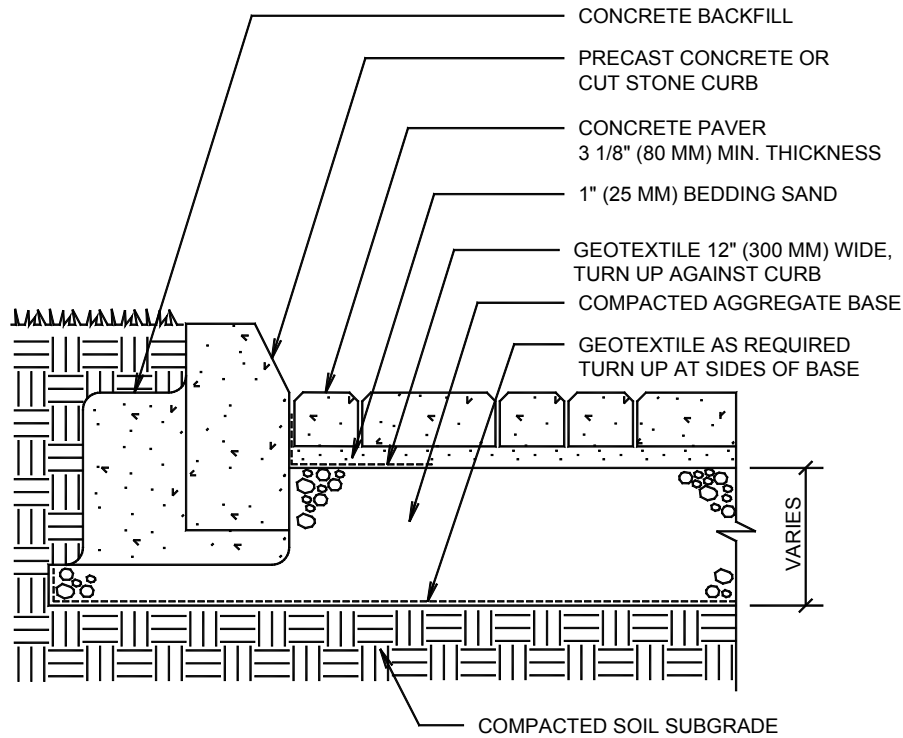 CONCRETE BACKFILL
PRECAST CONCRETE OR
CUT STONE CURB
CONCRETE PAVER
3 1/8" (80 MM) MIN. THICKNESS
1" (25 MM) BEDDING SAND
GEOTEXTILE 12" (300 MM) WIDE,
TURN UP AGAINST CURB
COMPACTED AGGREGATE BASE
GEOTEXTILE AS REQUIRED
TURN UP AT SIDES OF BASE
VARIES
COMPACTED SOIL SUBGRADE